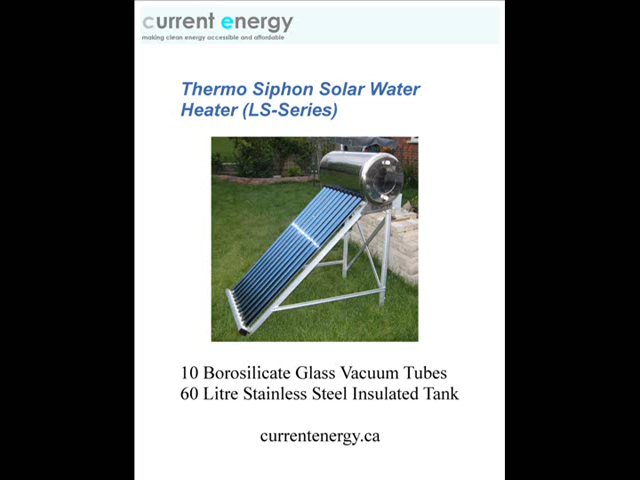 current energy
making clean energy accessible and affordable
Thermo Siphon Solar Water
Heater (LS-Series)
10 Borosilicate Glass Vacuum Tubes
60 Litre Stainless Steel Insulated Tank
currentenergy.ca